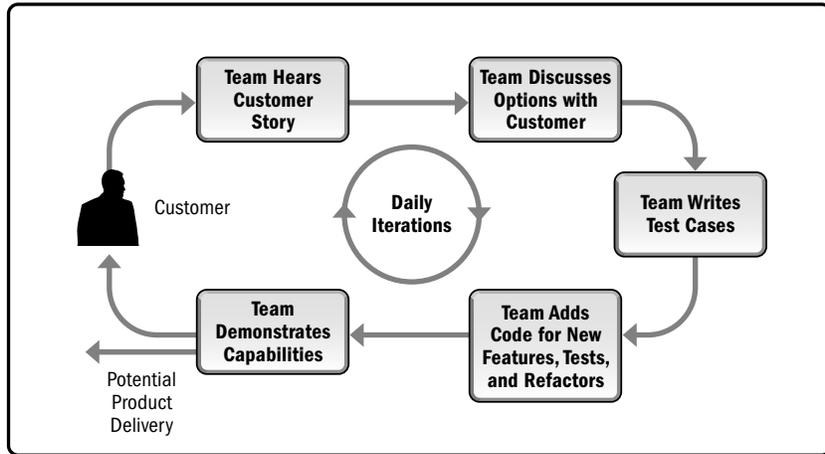 Team Hears
Customer
Story
Team Discusses
Options with
Customer
Team Writes
Test Cases
Customer
Daily
Iterations
Team
Demonstrates
Capabilities
Team Adds
Code for New
Features, Tests,
and Refactors
Potential
Product
Delivery